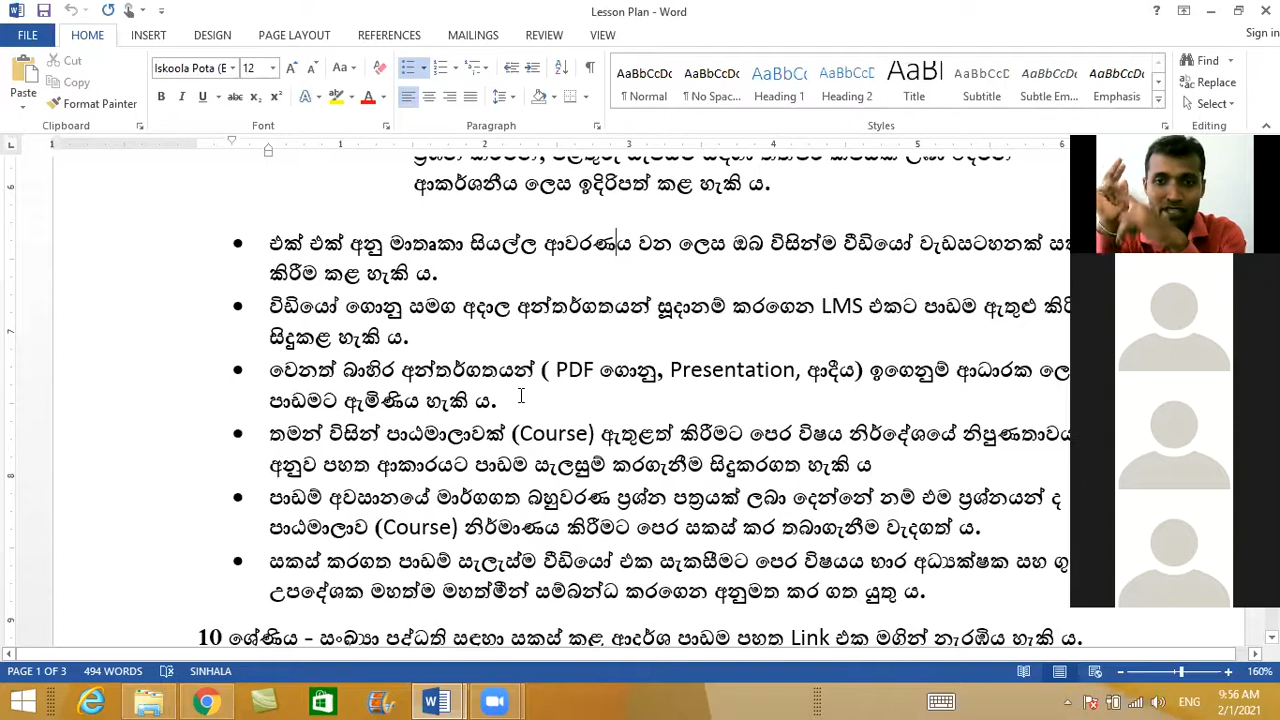 Lesson Plan - Word
Sign in
FILE HOME INSERT DESIGN PAGE LAYOUT REFERENCES MAILINGS REVIEW VIEW
Cut
Copy
Format Painter
Paste
Iskoola Pota (E 12
AaBbCcDc AaBbCcDc AaBbCc AaBbCcD AaBl AaBbCcD AaBbCcDc
¶ Normal ¶ No Spac... Heading 1 Heading 2 Title Subtitle Emphasis
Find
Replace
Select
Clipboard Font Paragraph Styles Editing
1 1 2 3 4 5 6
ආකර්ශනීය ලෙස ඉදිරිපත් කළ හැකි ය.
• එක් එක් අනු මාතෘකා සියල්ල ආවරණය වන ලෙස ඔබ විසින්ම වීඩියෝ වැඩසටහනක්
කිරීම කළ හැකි ය.
• විඩියෝ ගොනු සමග අදාල අන්තර්ගතයන් සූදානම් කරගෙන LMS එකට පාඩම ඇතුළු
සිදුකළ හැකි ය.
• වෙනත් බාහිර අන්තර්ගතයන් ( PDF ගොනු, Presentation, ආදීය) ඉගෙනුම් ආධාරක
පාඩමට ඇමිණිය හැකි ය.
• තමන් විසින් පාඨමාලාවක් (Course) ඇතුළත් කිරීමට පෙර විෂය නිර්දේශයේ නිපුණතාවය
අනුව පහත ආකාරයට පාඩම සැලසුම් කරගැනීම සිදුකරගත හැකි ය
• පාඩම් අවසානයේ මාර්ගගත බහුවරණ ප්‍රශ්න පත්‍රයක් ලබා දෙන්නේ නම් එම ප්‍රශ්නයන් ද
පාඨමාලාව (Course) නිර්මාණය කිරීමට පෙර සකස් කර තබාගැනීම වැදගත් ය.
• සකස් කරගත පාඩම් සැලැස්ම වීඩියෝ එක සැකසීමට පෙර විෂයය භාර අධ්‍යක්ෂක සහ
උපදේශක මහත්ම මහත්මීන් සම්බන්ධ කරගෙන අනුමත කර ගත යුතු ය.
10 ශ්‍රේණිය – සංඛ්‍යා පද්ධති සඳහා සකස් කළ ආදර්ශ පාඩම පහත Link එක මගින් නැරඹිය හැකි ය.
PAGE 1 OF 3 494 WORDS SINHALA 160%
ENG 9:56 AM
2/1/2021